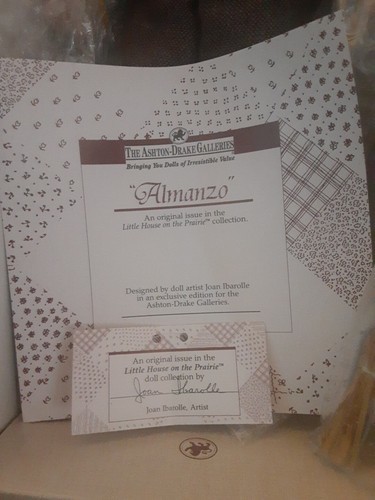 THE ASHTON-DRAKE GALLERIES
Bringing You Dolls of Irresistible Value
"Almanzo"
An original issue in the
Little House on the Prairie™ collection.
Designed by doll artist Joan Ibarolle
in an exclusive edition for the
Ashton-Drake Galleries.
An original issue in the
Little House on the Prairie™
doll collection by
Joan Ibarolle
Joan Ibarolle, Artist